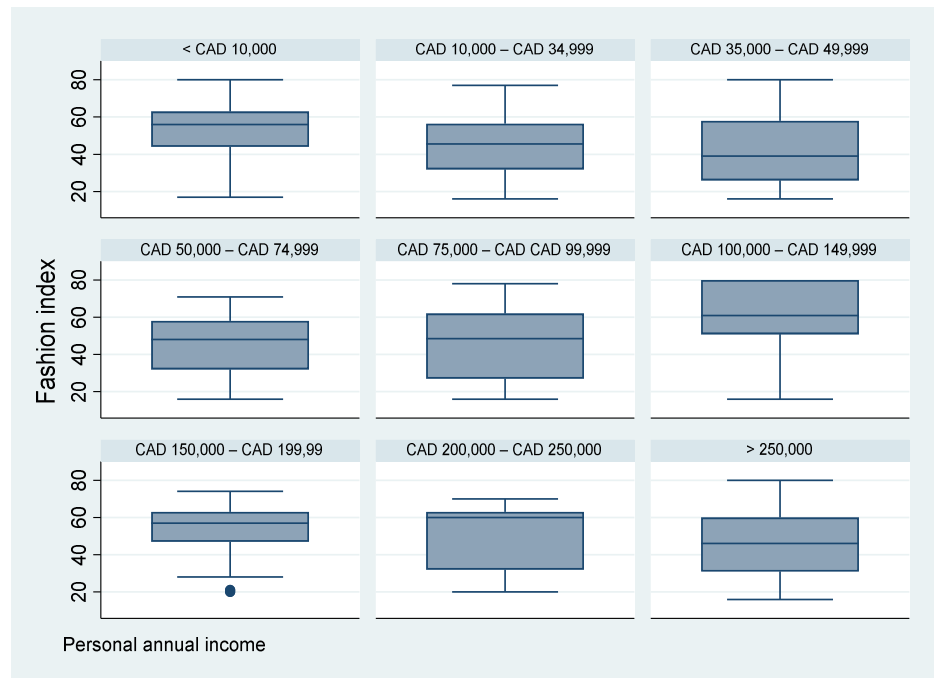 < CAD 10,000
CAD 10,000 – CAD 34,999
CAD 35,000 – CAD 49,999
80
60
40
20
CAD 50,000 – CAD 74,999
CAD 75,000 – CAD CAD 99,999
CAD 100,000 – CAD 149,999
Fashion index
80
60
40
20
CAD 150,000 – CAD 199,99
CAD 200,000 – CAD 250,000
> 250,000
80
60
40
20
Personal annual income